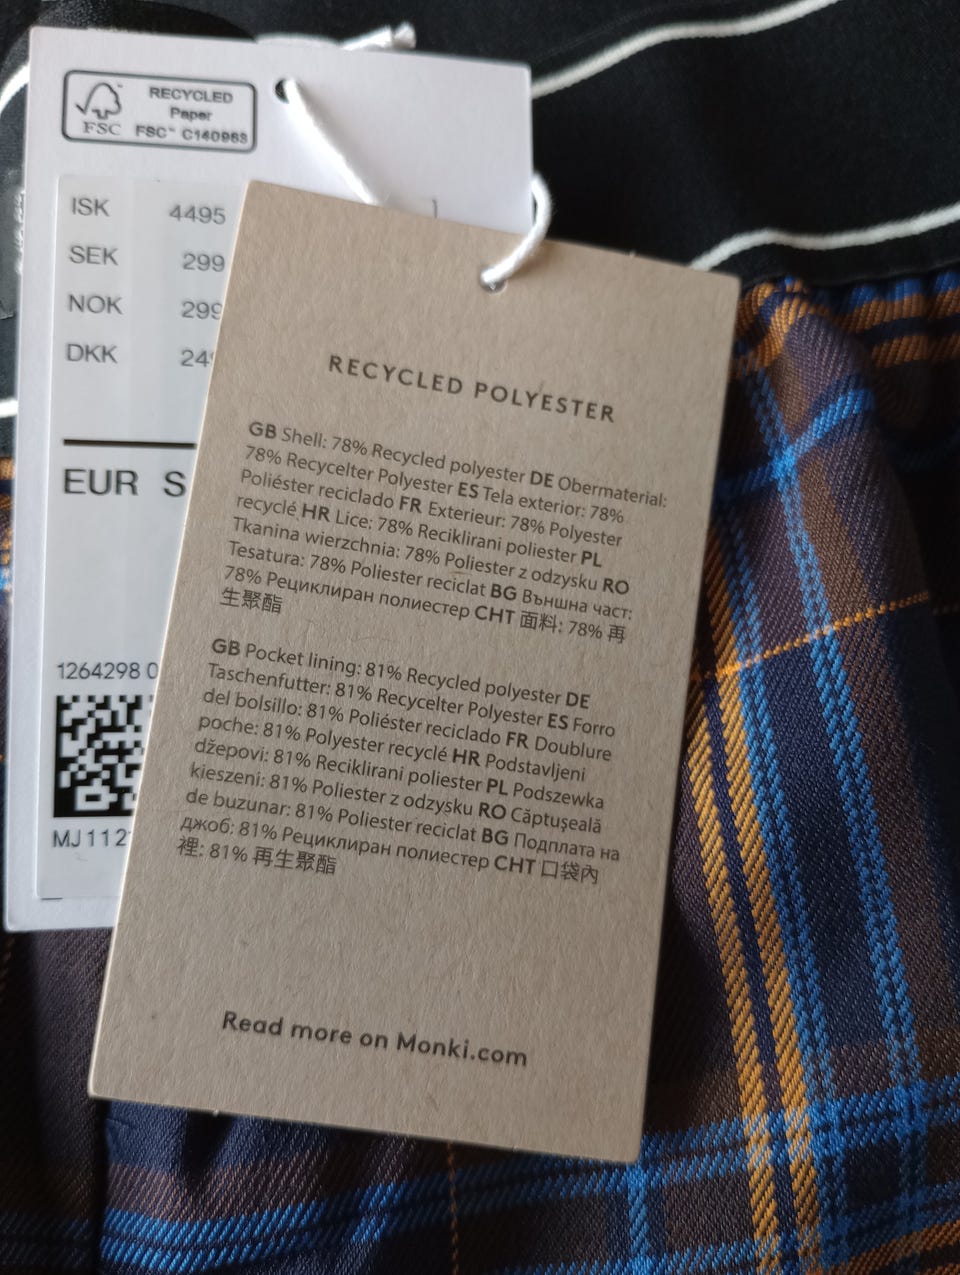 RECYCLED
Paper
FSC™ C140963
FSC
ISK 4495
SEK 299
NOK 299
DKK
EUR S
1264298 0
MJ 112
RECYCLED POLYESTER
GB Shell: 78% Recycled polyester DE Obermaterial:
78% Recycelter Polyester ES Tela exterior: 78%
Poliéster reciclado FR Exterieur: 78% Polyester
recyclé HR Lice: 78% Reciklirani poliester PL
Tkanina wierzchnia: 78% Poliester z odzysku RO
Tesatura: 78% Poliester reciclat BG Външна част:
78% Рециклиран полиестер CHT 面料: 78% 再
生聚酯
GB Pocket lining: 81% Recycled polyester DE
Taschenfutter: 81% Recycelter Polyester ES Forro
del bolsillo: 81% Poliéster reciclado FR Doublure
poche: 81% Polyester recyclé HR Podstavljeni
džepovi: 81% Reciklirani poliester PL Podszewka
kieszeni: 81% Poliester z odzysku RO Căptușeală
de buzunar: 81% Poliester reciclat BG Подплата на
джоб: 81% Рециклиран полиестер CHT 口袋內
裡: 81% 再生聚酯
Read more on Monki.com